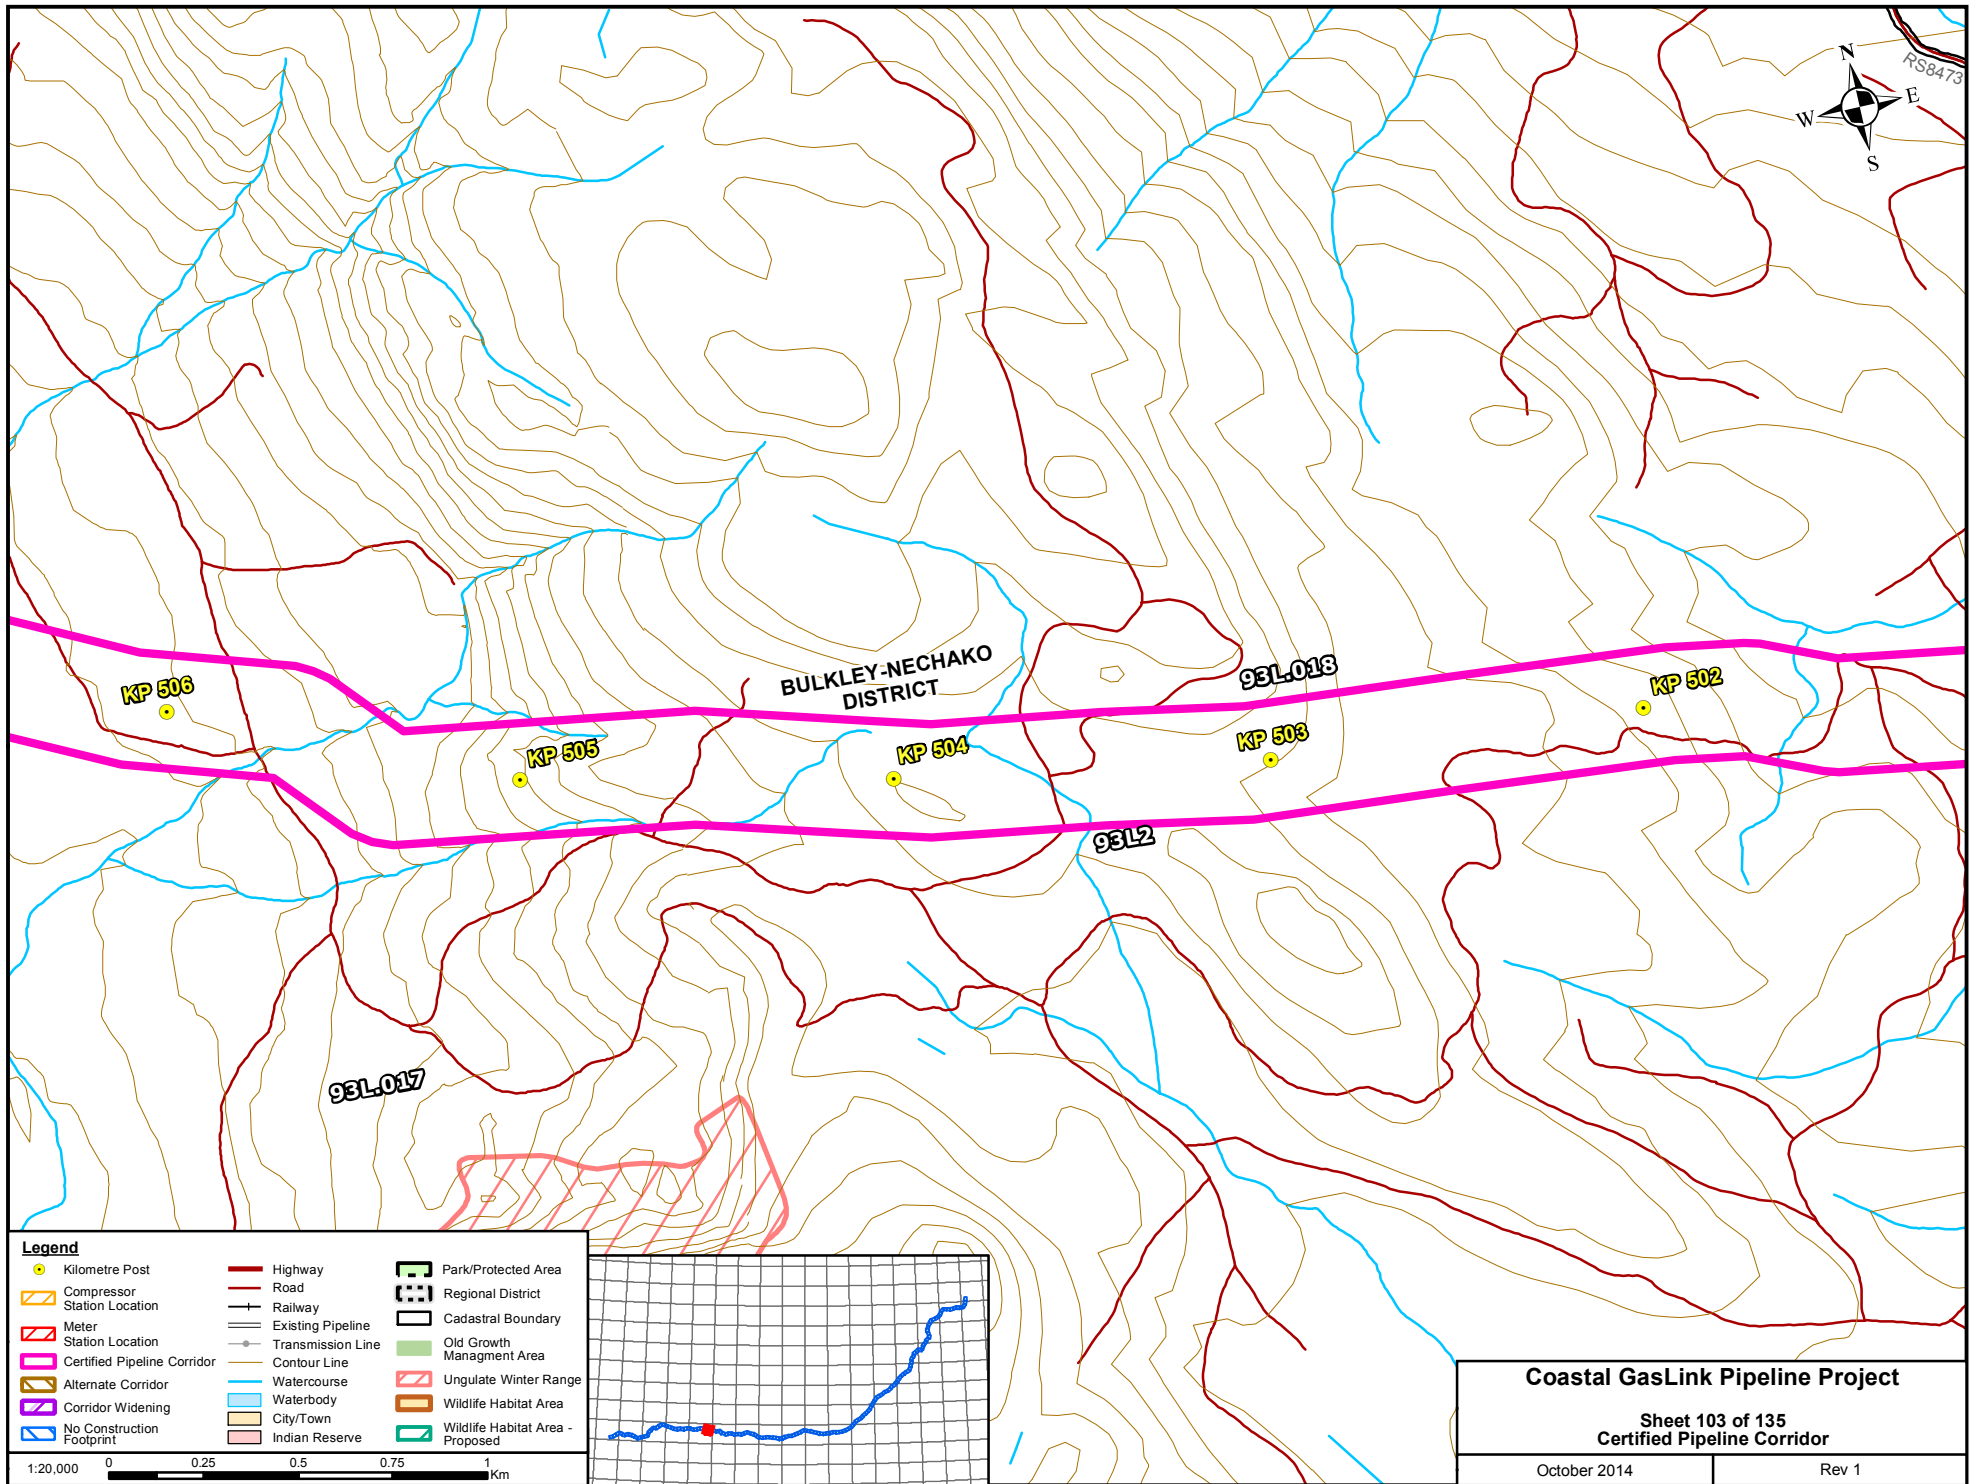 N
W E
S
RS8473
BULKLEY-NECHAKO
DISTRICT
93L.018
KP 506
KP 505
KP 504
KP 503
KP 502
93L2
93L.017
Legend
Kilometre Post
Compressor
Station Location
Meter
Station Location
Certified Pipeline Corridor
Alternate Corridor
Corridor Widening
No Construction
Footprint
Highway
Road
Railway
Existing Pipeline
Transmission Line
Contour Line
Watercourse
Waterbody
City/Town
Indian Reserve
Park/Protected Area
Regional District
Cadastral Boundary
Old Growth
Managment Area
Ungulate Winter Range
Wildlife Habitat Area
Wildlife Habitat Area -
Proposed
1:20,000 0 0.25 0.5 0.75 1 Km
Coastal GasLink Pipeline Project
Sheet 103 of 135
Certified Pipeline Corridor
October 2014 Rev 1